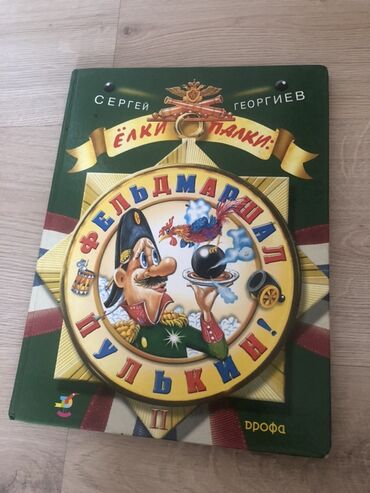 СЕРГЕЙ ГЕОРГИЕВ
ЁЛКИ-ПАЛКИ:
ФЕЛЬДМАРШАЛ
ПУЛЬКИН!
II
дрофа